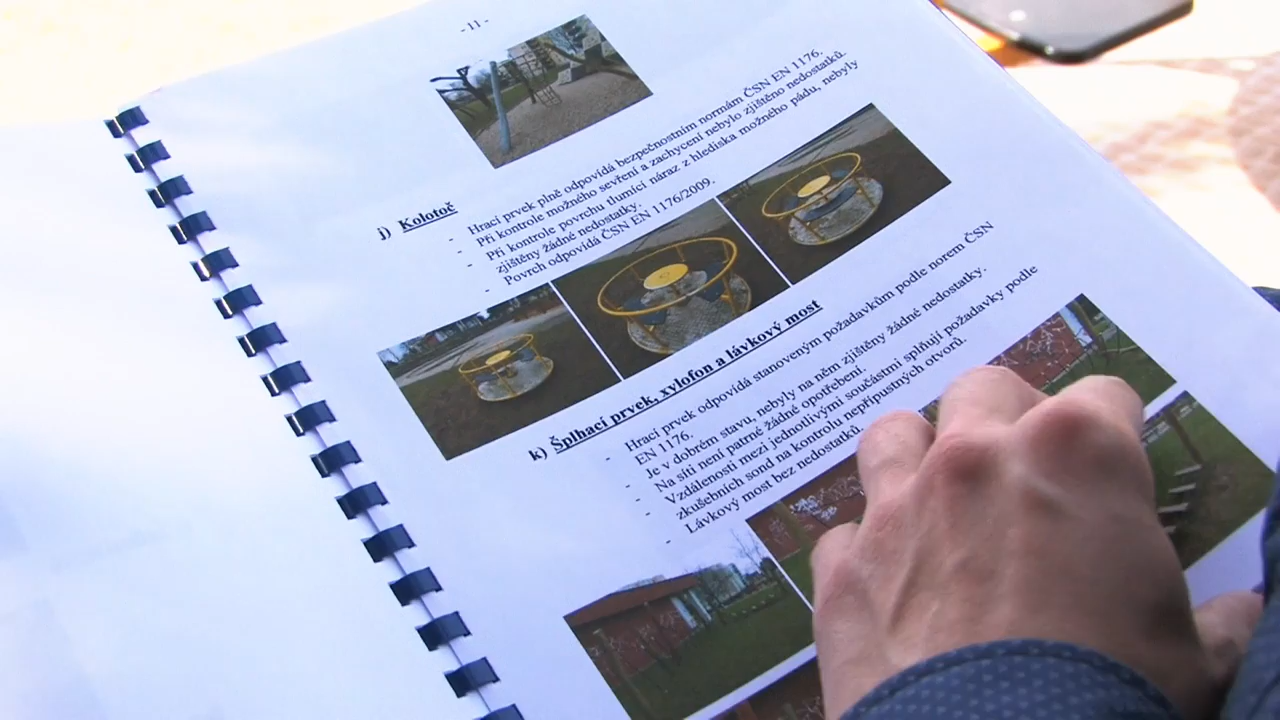 - 11 -
j) Kolotoč
- Hrací prvek plně odpovídá bezpečnostním normám ČSN EN 1176.
- Při kontrole možného sevření a zachycení nebylo zjištěno nedostatků.
- Při kontrole povrchu tlumící náraz z hlediska možného pádu, nebyly
zjištěny žádné nedostatky.
- Povrch odpovídá ČSN EN 1176/2009.
k) Šplhací prvek, xylofon a lávkový most
- Hrací prvek odpovídá stanoveným požadavkům podle norem ČSN
EN 1176.
- Je v dobrém stavu, nebyly na něm zjištěny žádné nedostatky.
- Na síti není patrné žádné opotřebení.
- Vzdálenosti mezi jednotlivými součástmi splňují požadavky podle
zkušebních sond na kontrolu nepřípustných otvorů.
- Lávkový most bez nedostatků.